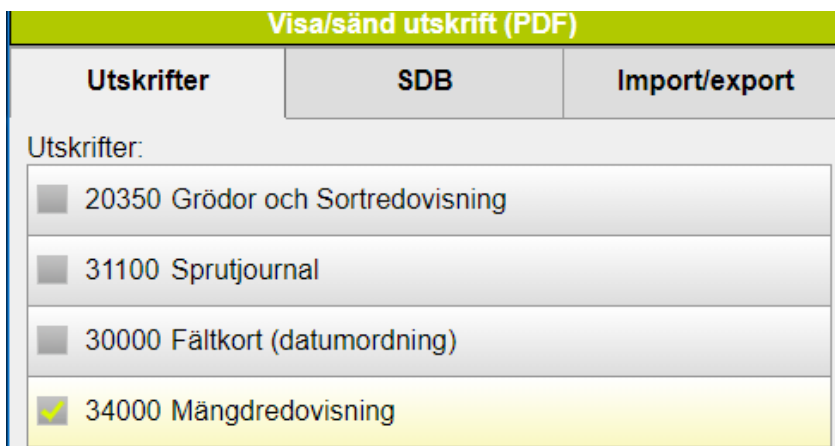 Visa/sänd utskrift (PDF)
Utskrifter SDB Import/export
Utskrifter:
20350 Grödor och Sortredovisning
31100 Sprutjournal
30000 Fältkort (datumordning)
34000 Mängdredovisning